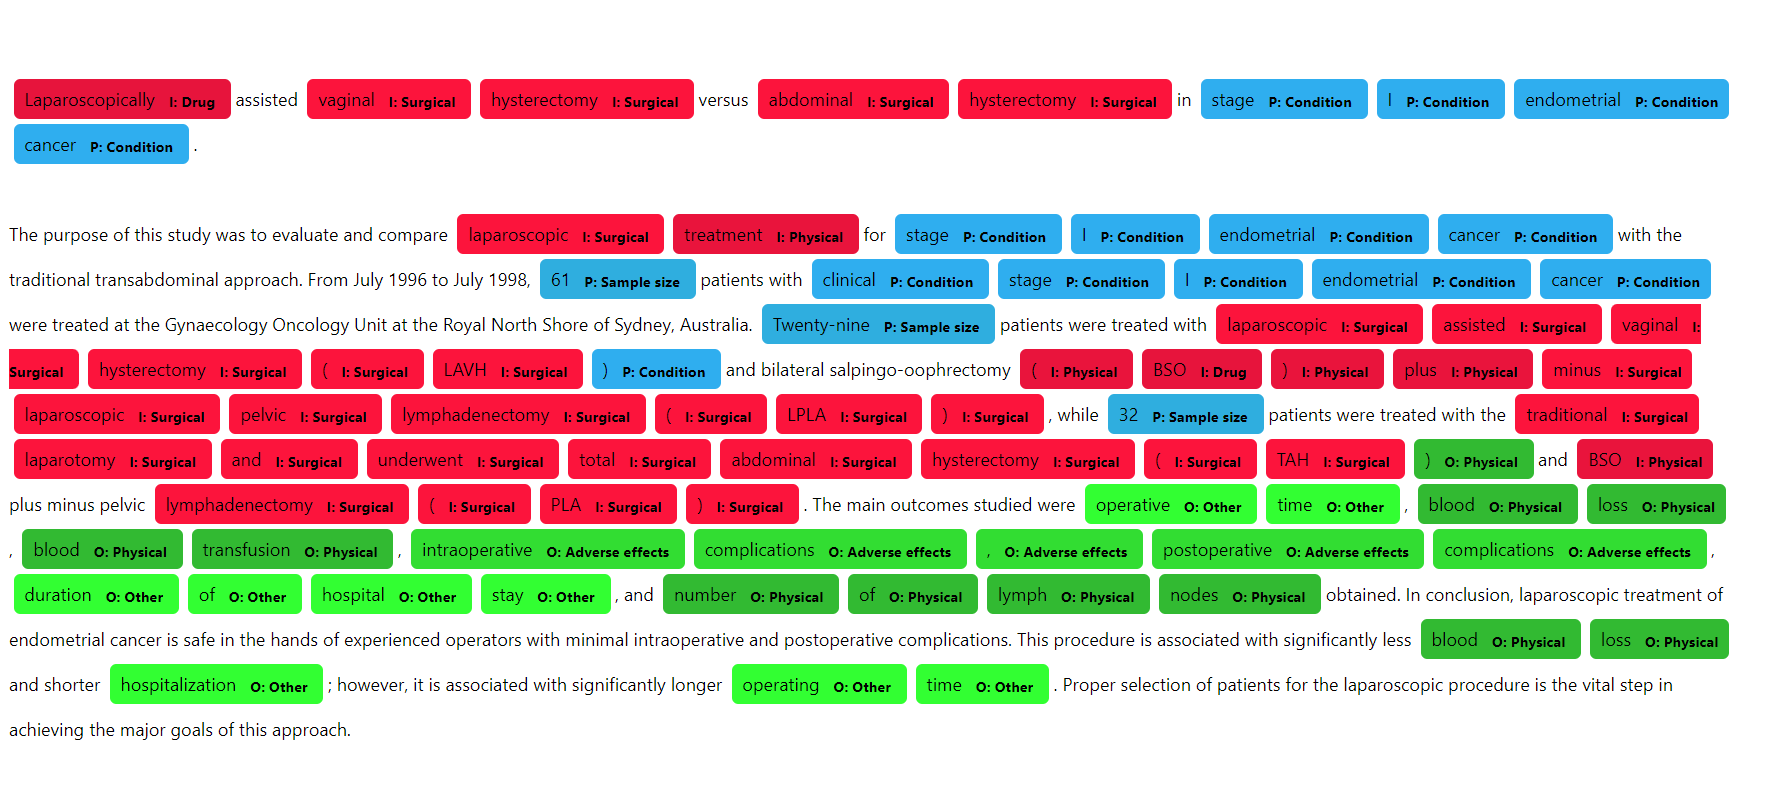 Laparoscopically I: Drug assisted vaginal I: Surgical hysterectomy I: Surgical versus abdominal I: Surgical hysterectomy I: Surgical in stage P: Condition I P: Condition endometrial P: Condition
cancer P: Condition .
The purpose of this study was to evaluate and compare laparoscopic I: Surgical treatment I: Physical for stage P: Condition I P: Condition endometrial P: Condition cancer P: Condition with the
traditional transabdominal approach. From July 1996 to July 1998, 61 P: Sample size patients with clinical P: Condition stage P: Condition I P: Condition endometrial P: Condition cancer P: Condition
were treated at the Gynaecology Oncology Unit at the Royal North Shore of Sydney, Australia. Twenty-nine P: Sample size patients were treated with laparoscopic I: Surgical assisted I: Surgical vaginal I:
Surgical hysterectomy I: Surgical ( I: Surgical LAVH I: Surgical ) P: Condition and bilateral salpingo-oophrectomy ( I: Physical BSO I: Drug ) I: Physical plus I: Physical minus I: Surgical
laparoscopic I: Surgical pelvic I: Surgical lymphadenectomy I: Surgical ( I: Surgical LPLA I: Surgical ) I: Surgical , while 32 P: Sample size patients were treated with the traditional I: Surgical
laparotomy I: Surgical and I: Surgical underwent I: Surgical total I: Surgical abdominal I: Surgical hysterectomy I: Surgical ( I: Surgical TAH I: Surgical ) O: Physical and BSO I: Physical
plus minus pelvic lymphadenectomy I: Surgical ( I: Surgical PLA I: Surgical ) I: Surgical . The main outcomes studied were operative O: Other time O: Other , blood O: Physical loss O: Physical
, blood O: Physical transfusion O: Physical , intraoperative O: Adverse effects complications O: Adverse effects , O: Adverse effects postoperative O: Adverse effects complications O: Adverse effects ,
duration O: Other of O: Other hospital O: Other stay O: Other , and number O: Physical of O: Physical lymph O: Physical nodes O: Physical obtained. In conclusion, laparoscopic treatment of
endometrial cancer is safe in the hands of experienced operators with minimal intraoperative and postoperative complications. This procedure is associated with significantly less blood O: Physical loss O: Physical
and shorter hospitalization O: Other ; however, it is associated with significantly longer operating O: Other time O: Other . Proper selection of patients for the laparoscopic procedure is the vital step in
achieving the major goals of this approach.